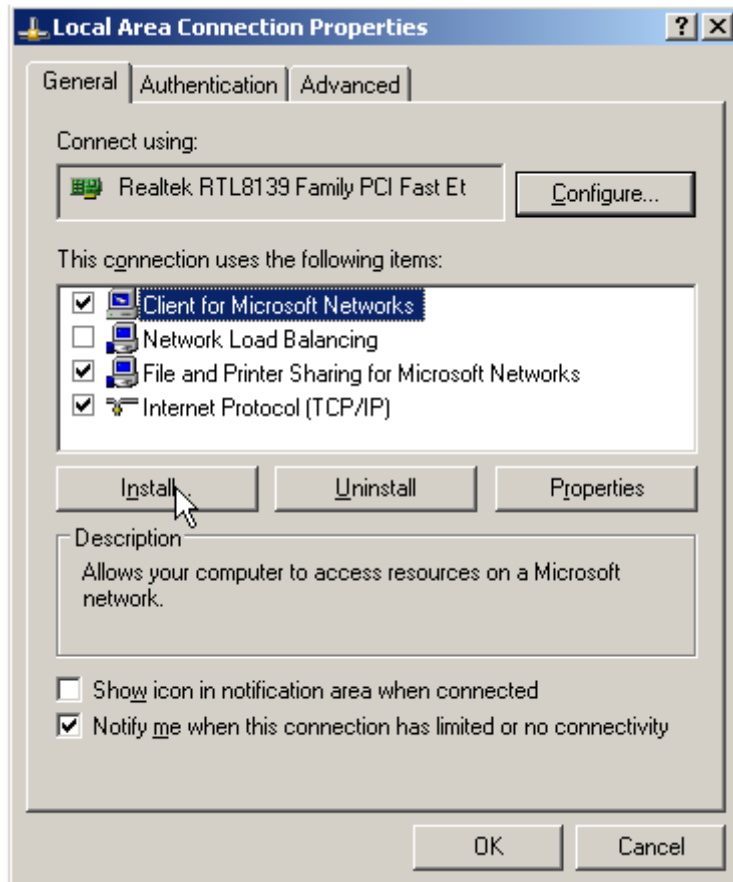 Local Area Connection Properties
General Authentication Advanced
Connect using:
Realtek RTL8139 Family PCI Fast Et Configure...
This connection uses the following items:
Client for Microsoft Networks
Network Load Balancing
File and Printer Sharing for Microsoft Networks
Internet Protocol (TCP/IP)
Install... Uninstall Properties
Description
Allows your computer to access resources on a Microsoft
network.
Show icon in notification area when connected
Notify me when this connection has limited or no connectivity
OK Cancel